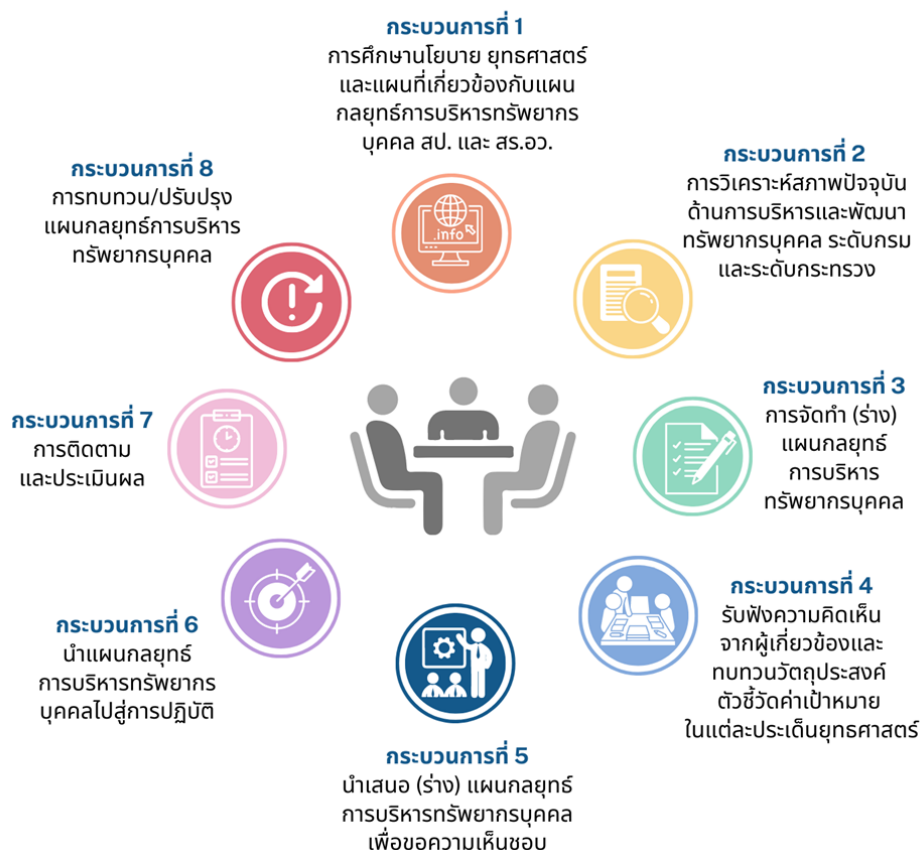 กระบวนการที่ 1
การศึกษานโยบาย ยุทธศาสตร์
และแผนที่เกี่ยวข้องกับแผน
กลยุทธ์การบริหารทรัพยากร
บุคคล สป. และ สร.อว.
.info
กระบวนการที่ 2
การวิเคราะห์สภาพปัจจุบัน
ด้านการบริหารและพัฒนา
ทรัพยากรบุคคล ระดับกรม
และระดับกระทรวง
กระบวนการที่ 3
การจัดทำ (ร่าง)
แผนกลยุทธ์
การบริหาร
ทรัพยากรบุคคล
กระบวนการที่ 4
รับฟังความคิดเห็น
จากผู้เกี่ยวข้องและ
ทบทวนวัตถุประสงค์
ตัวชี้วัดค่าเป้าหมาย
ในแต่ละประเด็นยุทธศาสตร์
กระบวนการที่ 5
นำเสนอ (ร่าง) แผนกลยุทธ์
การบริหารทรัพยากรบุคคล
เพื่อขอความเห็นชอบ
กระบวนการที่ 6
นำแผนกลยุทธ์
การบริหารทรัพยากร
บุคคลไปสู่การปฏิบัติ
กระบวนการที่ 7
การติดตาม
และประเมินผล
กระบวนการที่ 8
การทบทวน/ปรับปรุง
แผนกลยุทธ์การบริหาร
ทรัพยากรบุคคล